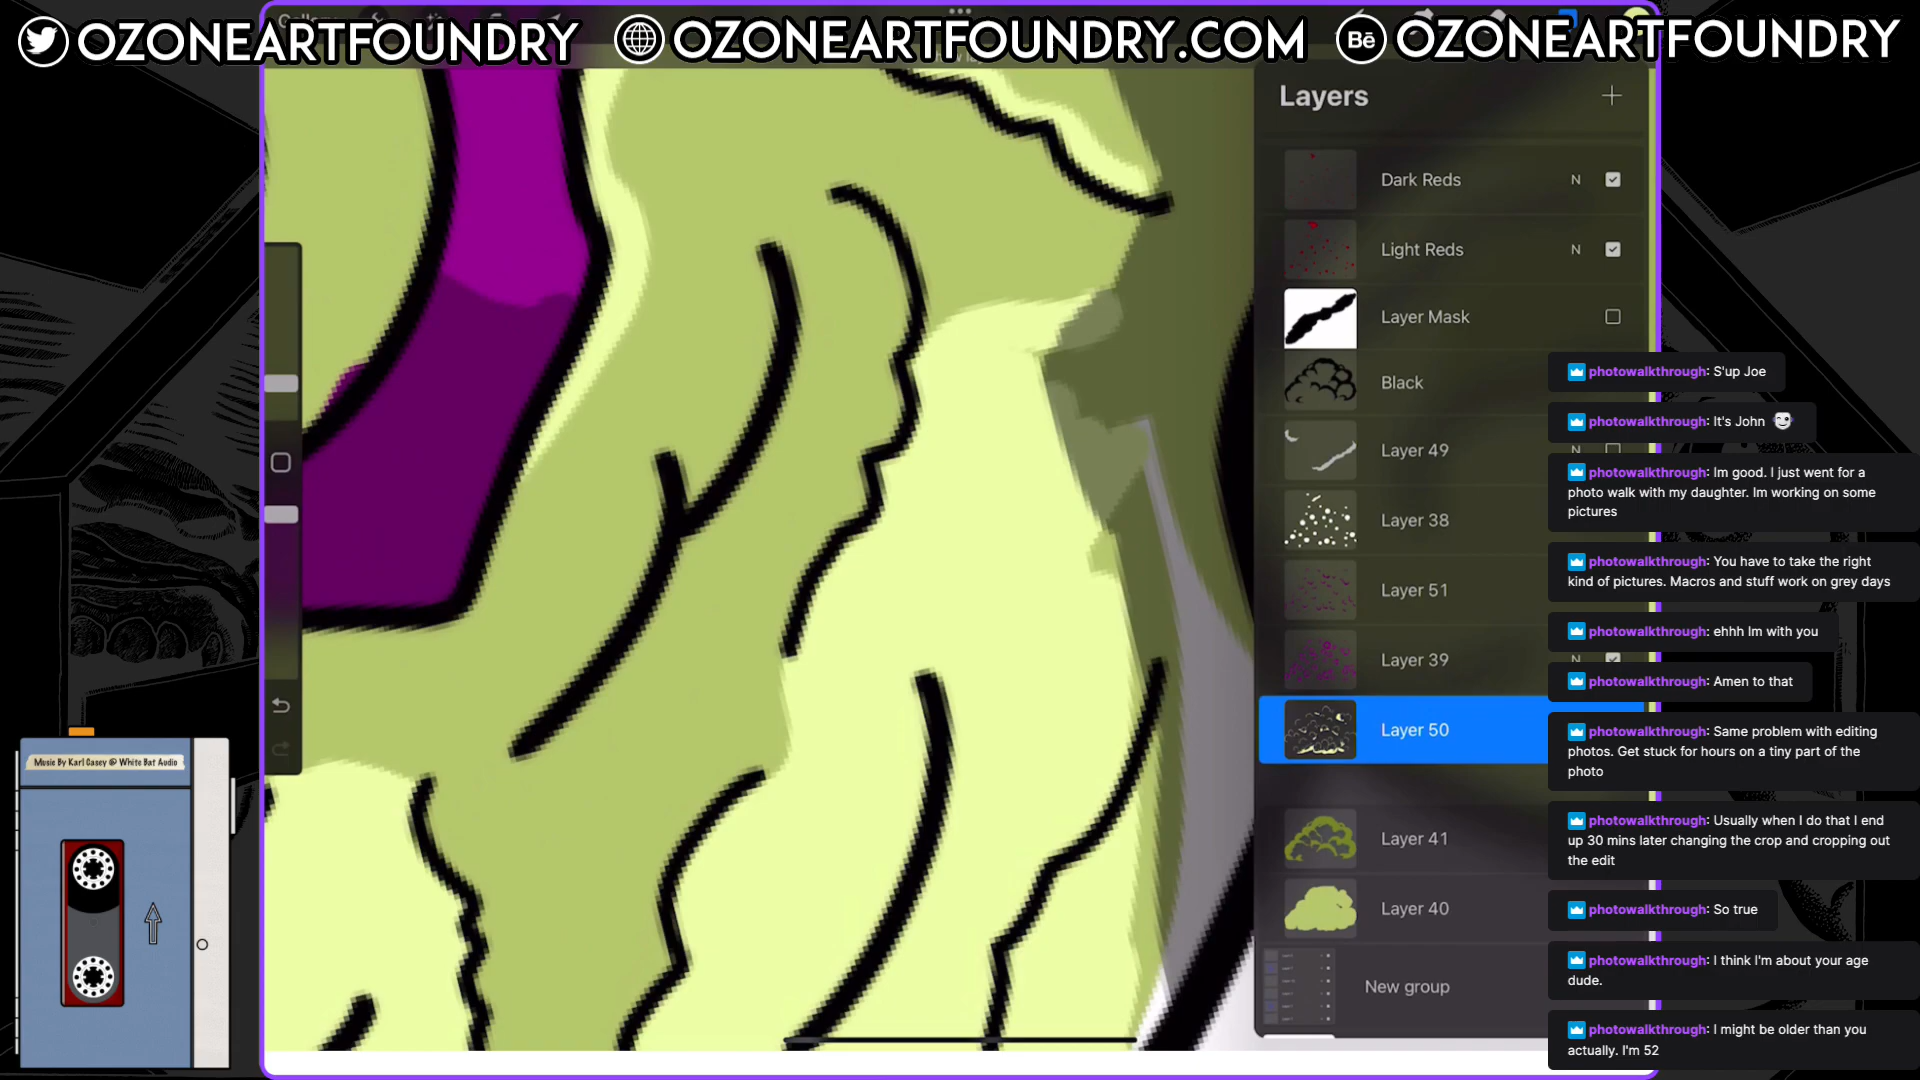 OZONEARTFOUNDRY
OZONEARTFOUNDRY.COM
Bē OZONEARTFOUNDRY
Layers
Dark Reds N
Light Reds N
Layer Mask
Black
Layer 49 N
Layer 38
Layer 51
Layer 39 N
Layer 50
Layer 41
Layer 40
New group
photowalkthrough: S'up Joe
photowalkthrough: It's John
photowalkthrough: Im good. I just went for a
photo walk with my daughter. Im working on some
pictures
photowalkthrough: You have to take the right
kind of pictures. Macros and stuff work on grey days
photowalkthrough: ehhh Im with you
photowalkthrough: Amen to that
photowalkthrough: Same problem with editing
photos. Get stuck for hours on a tiny part of the
photo
photowalkthrough: Usually when I do that I end
up 30 mins later changing the crop and cropping out
the edit
photowalkthrough: So true
photowalkthrough: I think I'm about your age
dude.
photowalkthrough: I might be older than you
actually. I'm 52
Music By Karl Casey @ White Bat Audio